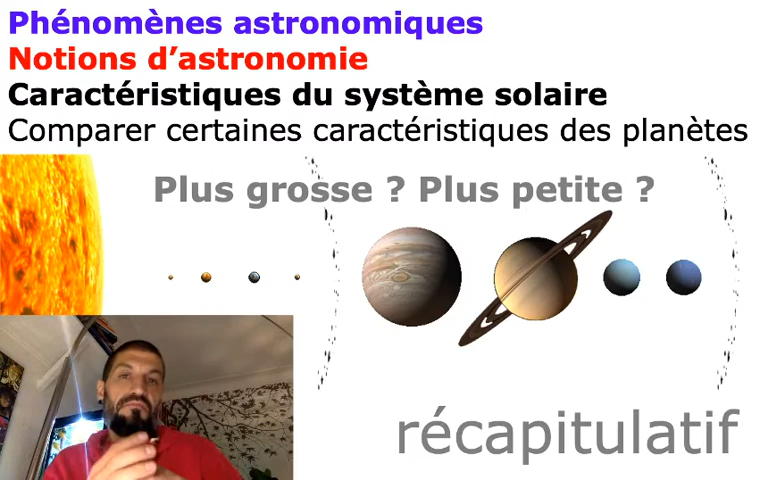 Phénomènes astronomiques
Notions d’astronomie
Caractéristiques du système solaire
Comparer certaines caractéristiques des planètes
Plus grosse ? Plus petite ?
récapitulatif